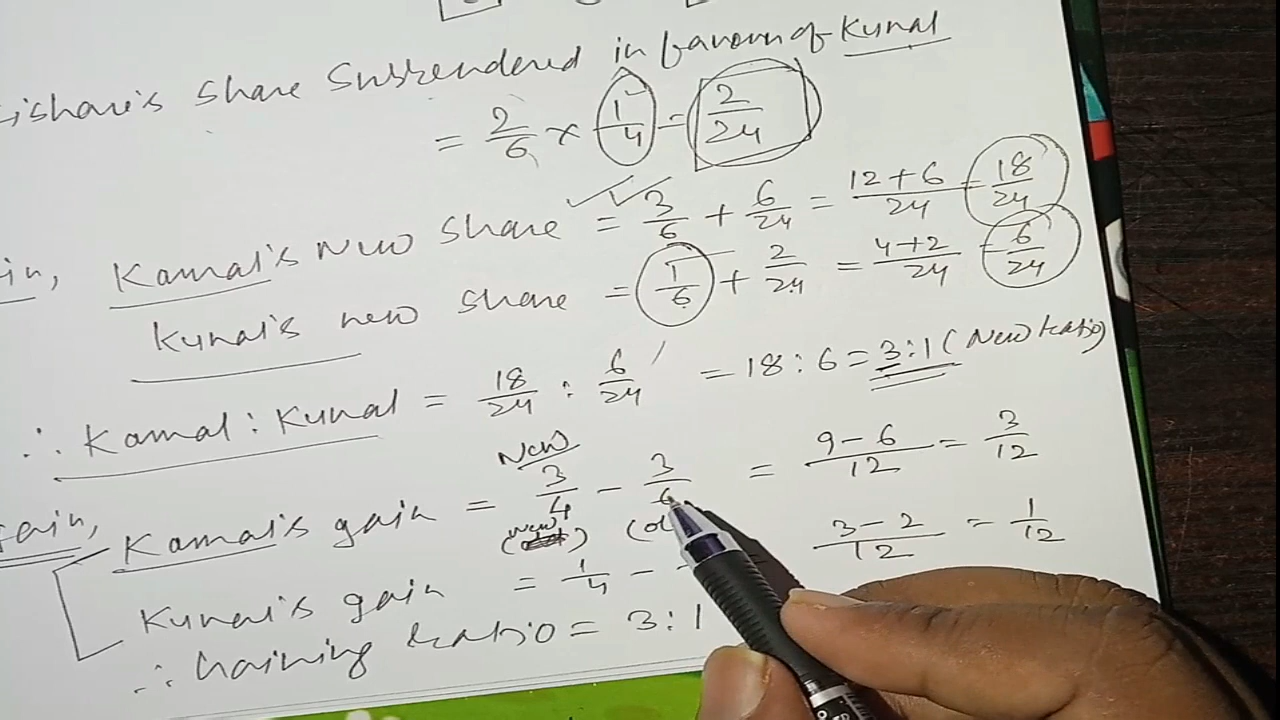 Kishore's share surrendered in favour of Kunal
= 2/6 × 1/4 = 2/24
Kamal's New share = 3/6 + 6/24 = 12+6/24 = 18/24
Kunal's new share = 1/6 + 2/24 = 4+2/24 = 6/24
∴ Kamal : Kunal = 18/24 : 6/24 = 18 : 6 = 3:1 (New ratio)
New
Kamal's gain = 3/4 - 3/6 = 9-6/12 = 3/12
(New)
Kunal's gain = 1/4 - 3-2/12 = 1/12
∴ Gaining ratio = 3:1